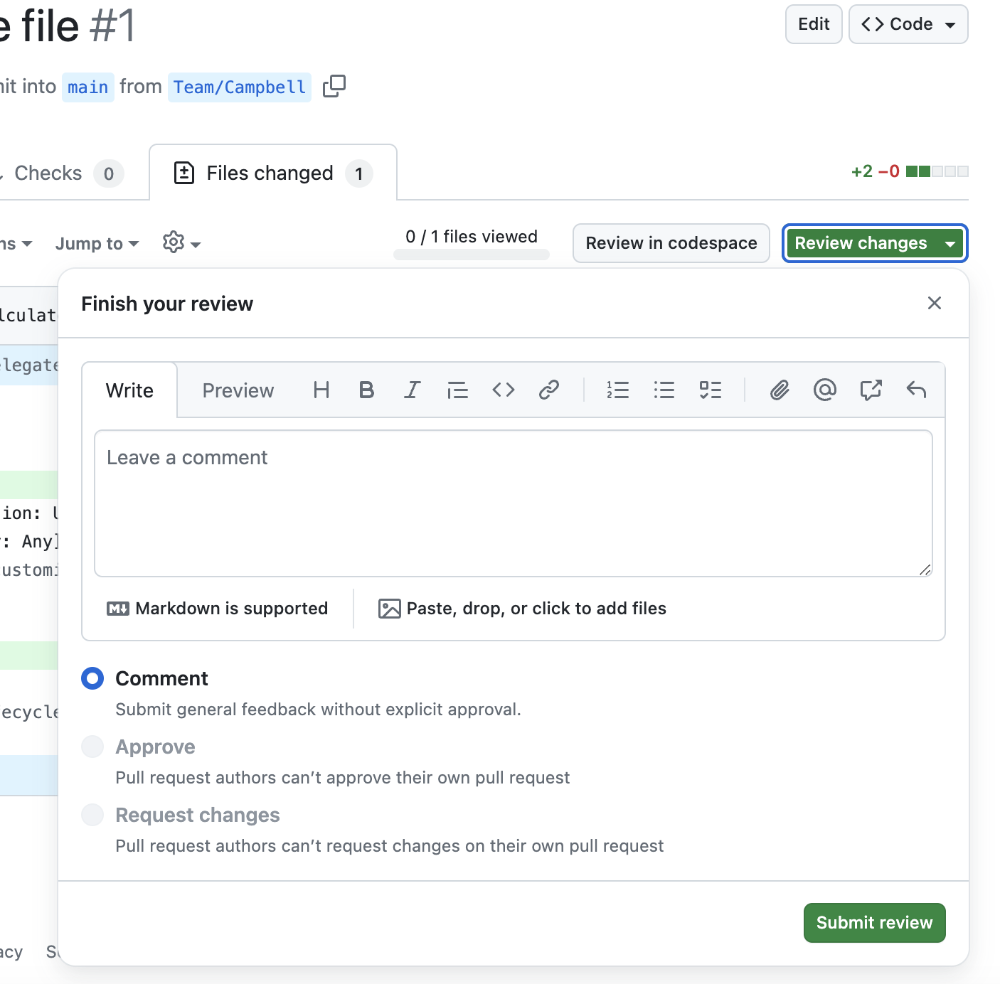 e file #1
Edit
Code
nit into main from Team/Campbell
Checks 0
Files changed 1
+2 −0
ns
Jump to
0 / 1 files viewed
Review in codespace
Review changes
lculat
elegate
ion:
: Any]
ustomi
ecycle
Finish your review
Write
Preview
Leave a comment
Markdown is supported
Paste, drop, or click to add files
Comment
Submit general feedback without explicit approval.
Approve
Pull request authors can’t approve their own pull request
Request changes
Pull request authors can’t request changes on their own pull request
Submit review
acy